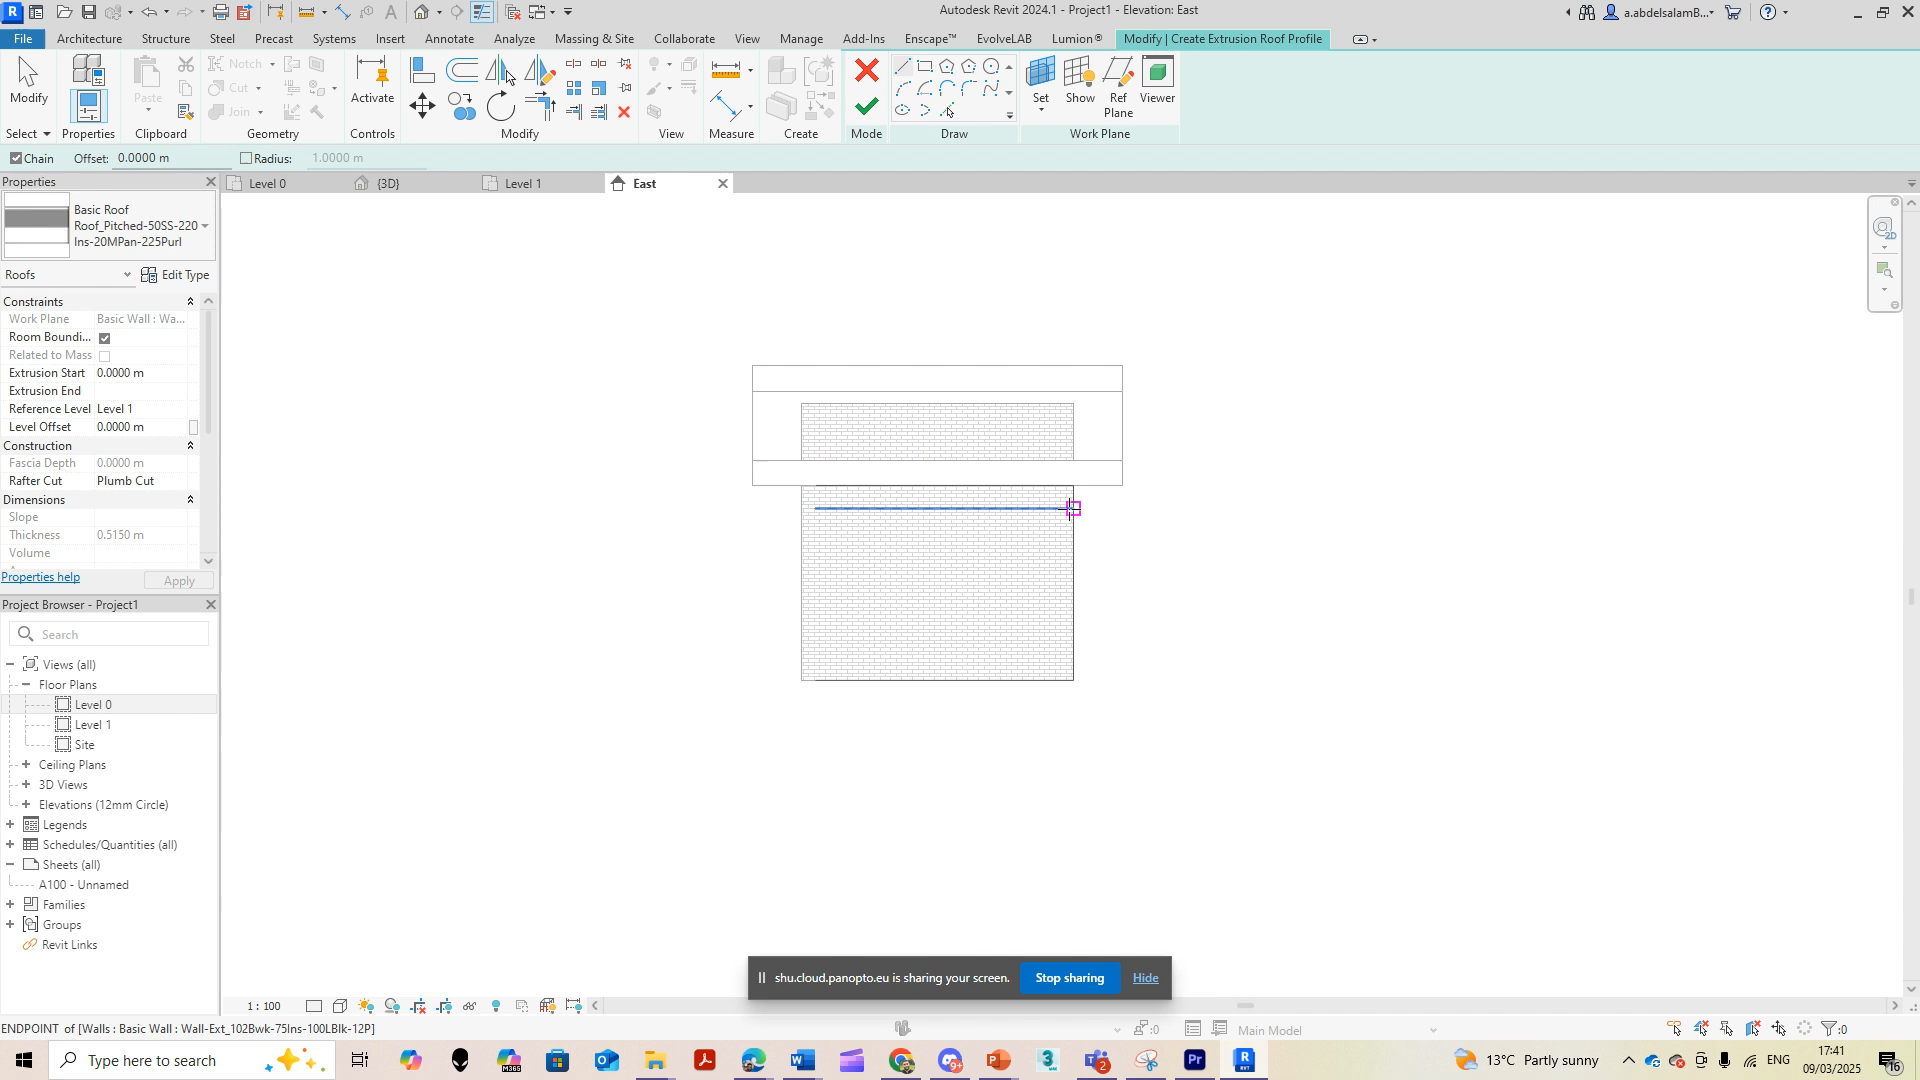 Autodesk Revit 2024.1 - Project1 - Elevation: East
a.abdelsalamB...
File Architecture Structure Steel Precast Systems Insert Annotate Analyze Massing & Site Collaborate View Manage Add-Ins Enscape™ EvolveLAB Lumion® Modify | Create Extrusion Roof Profile
Modify
Select
Properties
Paste
Clipboard
Notch
Cut
Join
Geometry
Activate
Controls
Modify
View
Measure
Create
Mode
Draw
Set
Show
Ref
Plane
Viewer
Work Plane
Chain Offset: 0.0000 m Radius: 1.0000 m
Properties
Level 0
{3D}
Level 1
East
Basic Roof
Roof_Pitched-50SS-220
Ins-20MPan-225Purl
Roofs
Edit Type
Constraints
Work Plane Basic Wall : Wa...
Room Boundi...
Related to Mass
Extrusion Start 0.0000 m
Extrusion End
Reference Level Level 1
Level Offset 0.0000 m
Construction
Fascia Depth 0.0000 m
Rafter Cut Plumb Cut
Dimensions
Slope
Thickness 0.5150 m
Volume
Properties help
Apply
Project Browser - Project1
Search
Views (all)
Floor Plans
Level 0
Level 1
Site
Ceiling Plans
3D Views
Elevations (12mm Circle)
Legends
Schedules/Quantities (all)
Sheets (all)
A100 - Unnamed
Families
Groups
Revit Links
shu.cloud.panopto.eu is sharing your screen.
Stop sharing
Hide
1 : 100
ENDPOINT of [Walls : Basic Wall : Wall-Ext_102Bwk-75Ins-100LBlk-12P]
:0
Main Model
:0
Type here to search
13°C Partly sunny
ENG
17:41
09/03/2025
16